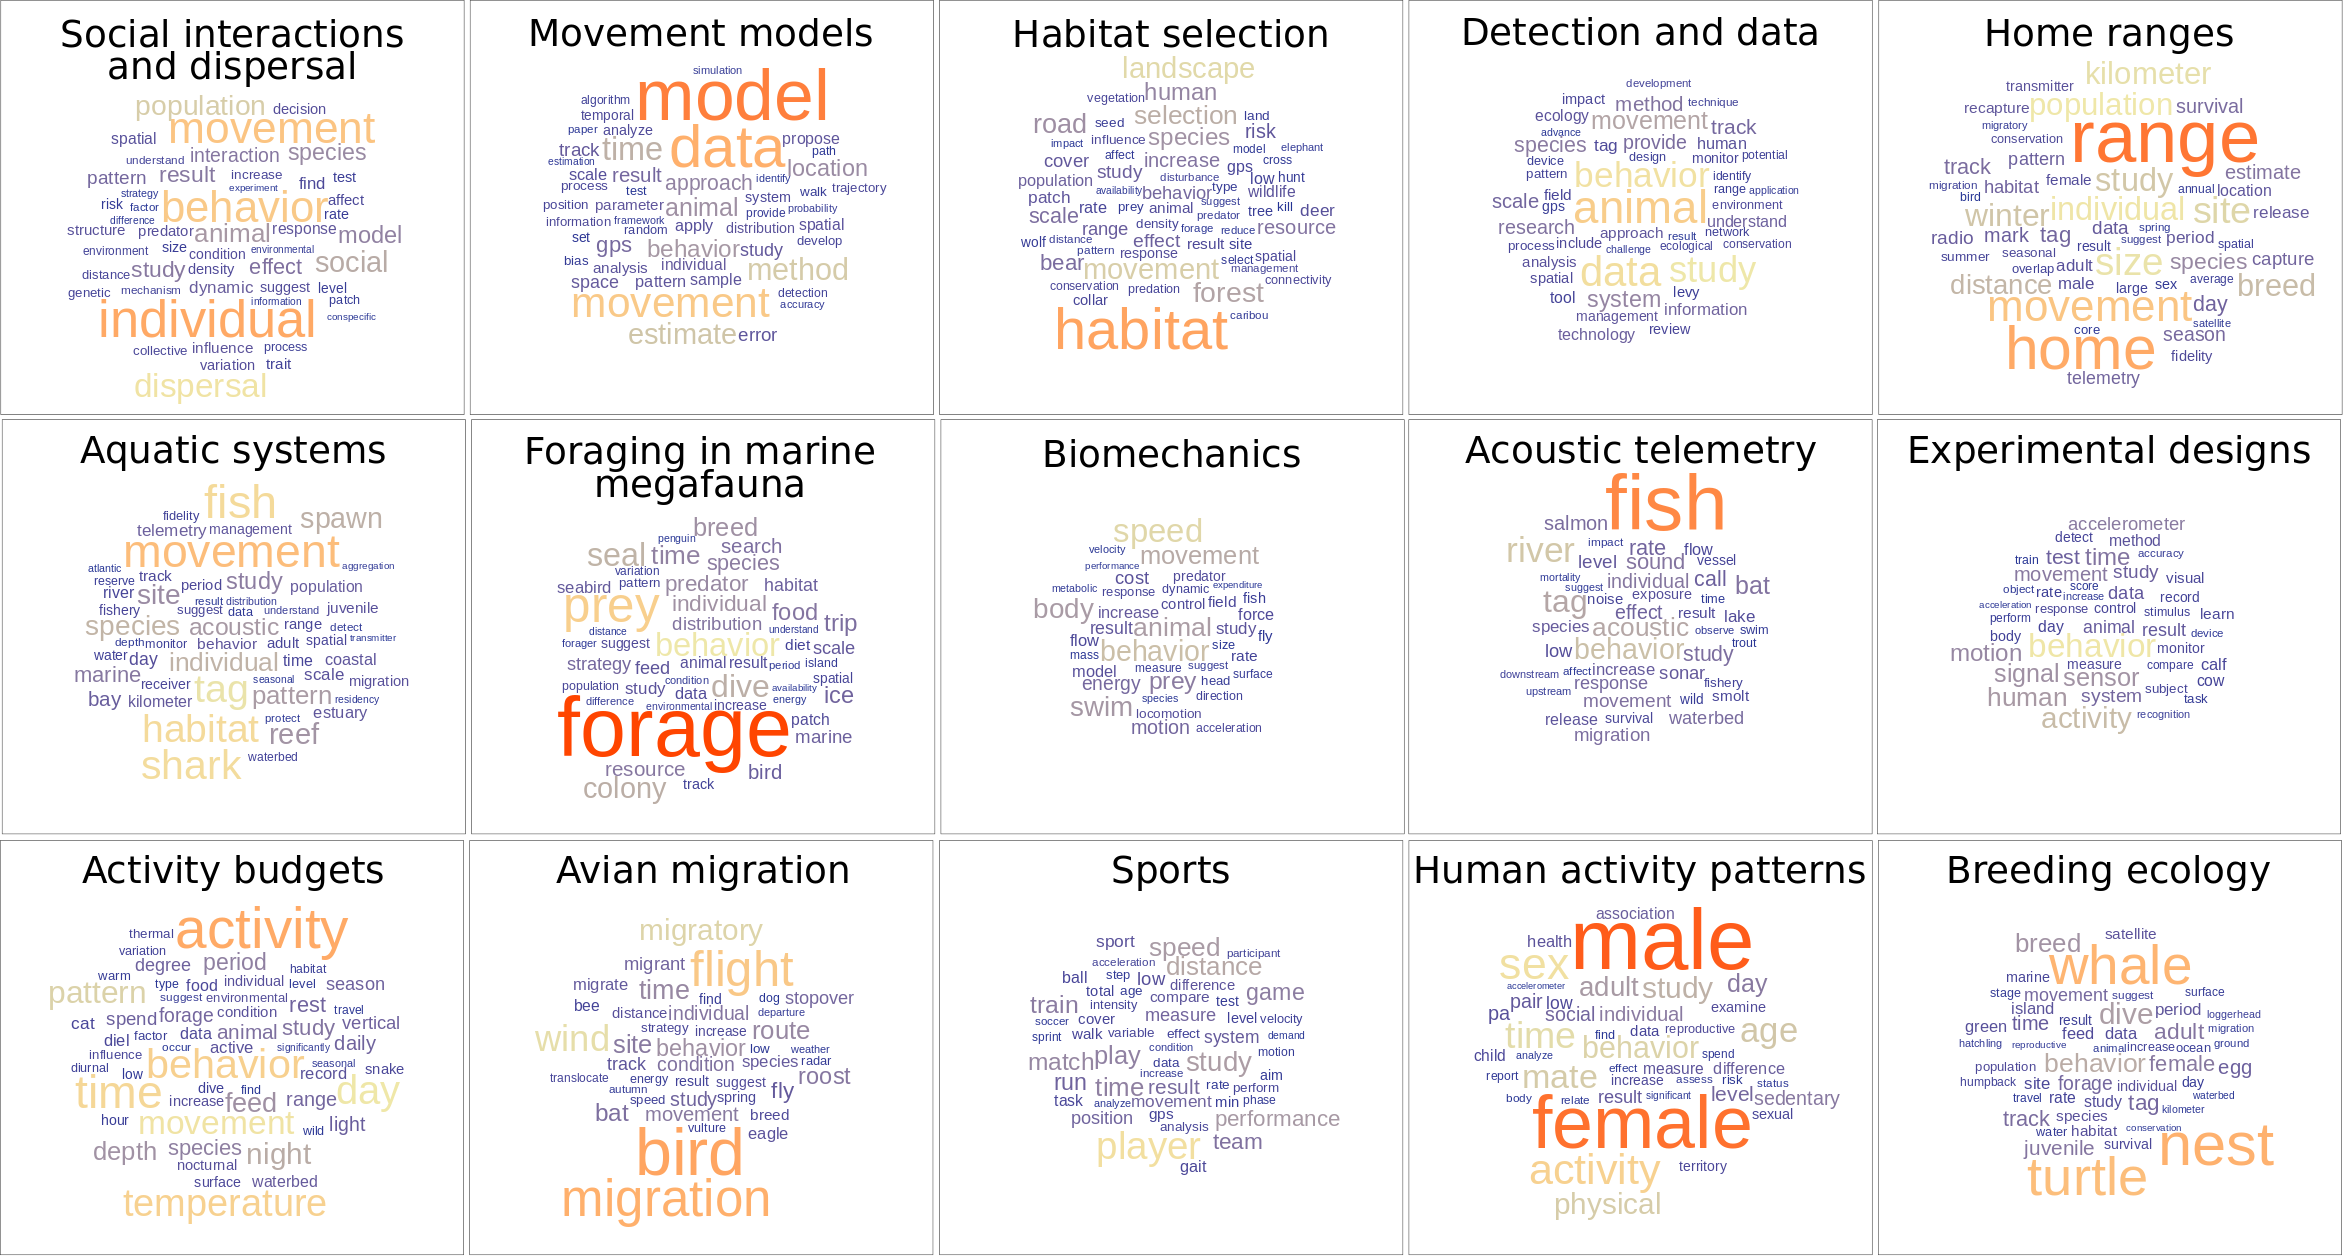 Social interactions
and dispersal
population decision
movement
spatial
understand interaction species
pattern result increase find test
strategy experiment
risk factor behavior affect
difference rate
structure predator animal response model
environment size condition environmental
distance study density effect social
genetic mechanism dynamic suggest level
individual information patch
conspecific
collective influence process
variation trait
dispersal
Movement models
simulation
algorithm model
temporal
paper analyze
track time data propose
estimation path
scale result location
process test approach identify walk trajectory
position parameter animal system
provide probability
information framework
random apply distribution spatial
set gps behavior study develop
bias analysis individual method
space pattern sample
movement detection
accuracy
estimate error
Habitat selection
landscape
vegetation human
road seed selection land
impact influence species risk
cover affect increase model elephant
study gps cross
population disturbance low hunt
availability behavior type wildlife
patch suggest
scale rate prey animal predator tree kill deer
range density forage reduce resource
wolf distance effect result site
pattern response select spatial
bear movement management
conservation predation connectivity
collar forest
habitat caribou
Detection and data
development
impact method technique
ecology movement track
advance
species tag provide human
device design monitor potential
pattern behavior identify
range application
scale field animal environment
gps understand
research approach result network
process include challenge ecological conservation
analysis data study
spatial
tool system levy
management information
technology review
Home ranges
transmitter kilometer
recapture population survival
migratory
conservation range
track pattern estimate
migration habitat female study annual location
bird
winter individual site release
radio mark tag data spring
result suggest period spatial
summer seasonal
overlap adult size species capture
distance male large sex average breed
movement day
core satellite
home season
fidelity
telemetry
Aquatic systems
fish
fidelity spawn
telemetry management
movement
atlantic aggregation
reserve track period study population
river site
fishery result distribution
suggest data understand juvenile
species acoustic range detect
depth monitor behavior adult spatial transmitter
water day individual time coastal
marine receiver tag seasonal scale migration
bay kilometer pattern residency
habitat protect estuary
reef
shark waterbed
Foraging in marine
megafauna
breed
penguin
seal time search
species
variation
seabird pattern predator habitat
prey individual food
distribution trip
distance understand
forager suggest behavior diet scale
strategy feed animal result period island
population condition spatial
study data dive availability
difference environmental increase energy ice
forage patch
marine
resource bird
colony track
Biomechanics
speed
velocity movement
performance
cost predator
metabolic response dynamic expenditure
body increase control field fish
force
result animal study fly
flow behavior size
mass rate
model measure suggest surface
energy prey head
species direction
swim locomotion
motion acceleration
Acoustic telemetry
fish
salmon
river impact rate flow
level sound vessel
mortality individual call bat
suggest
tag noise exposure time
effect result lake
species acoustic observe swim
low behavior study trout
downstream affect increase sonar
upstream response fishery
movement wild smolt
release survival waterbed
migration
Experimental designs
accelerometer
detect method
train test time accuracy
movement study visual
object rate score data record
increase
acceleration response control stimulus learn
perform day animal result device
body behavior monitor
motion measure compare calf
signal sensor cow
human system subject task
activity recognition
Activity budgets
activity
thermal
variation
degree period habitat
warm individual level season
pattern type food
suggest environmental rest travel
cat spend forage condition
diel factor data animal study vertical
influence occur active significantly daily
diurnal behavior seasonal
low record snake
time dive find day
increase feed range
hour movement wild light
depth species night
nocturnal
surface waterbed
temperature
Avian migration
migratory
migrant flight
migrate time find dog stopover
bee distance individual departure
wind strategy increase route
site behavior low weather
track condition species radar
translocate energy result suggest roost
autumn fly
speed study spring
bat movement breed
vulture eagle
bird
migration
Sports
sport speed participant
acceleration distance
ball step low difference
total age compare test game
train intensity
soccer cover measure level velocity
sprint walk variable effect system demand
match play condition study motion
data
increase aim
run time result rate perform
task analyze movement min phase
position gps performance
analysis
player team
gait
Human activity patterns
association
health male
sex
accelerometer adult study day
pair low
pa social individual examine
time find data reproductive age
child analyze behavior spend
report mate effect measure difference
increase assess risk status
body relate result significant level sedentary
female sexual
activity territory
physical
Breeding ecology
breed satellite
whale
marine
stage movement suggest surface
island dive period loggerhead
green time result
feed data adult migration
hatchling reproductive animal increase ocean ground
population behavior female egg
humpback site forage individual day
travel rate study tag waterbed
track species kilometer
water habitat conservation
juvenile survival nest
turtle